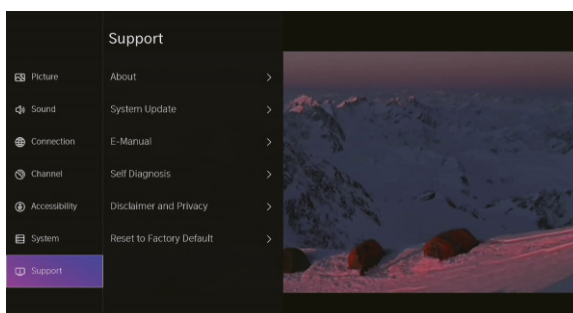 Support
Picture
Sound
Connection
Channel
Accessibility
System
Support
About
System Update
E-Manual
Self Diagnosis
Disclaimer and Privacy
Reset to Factory Default